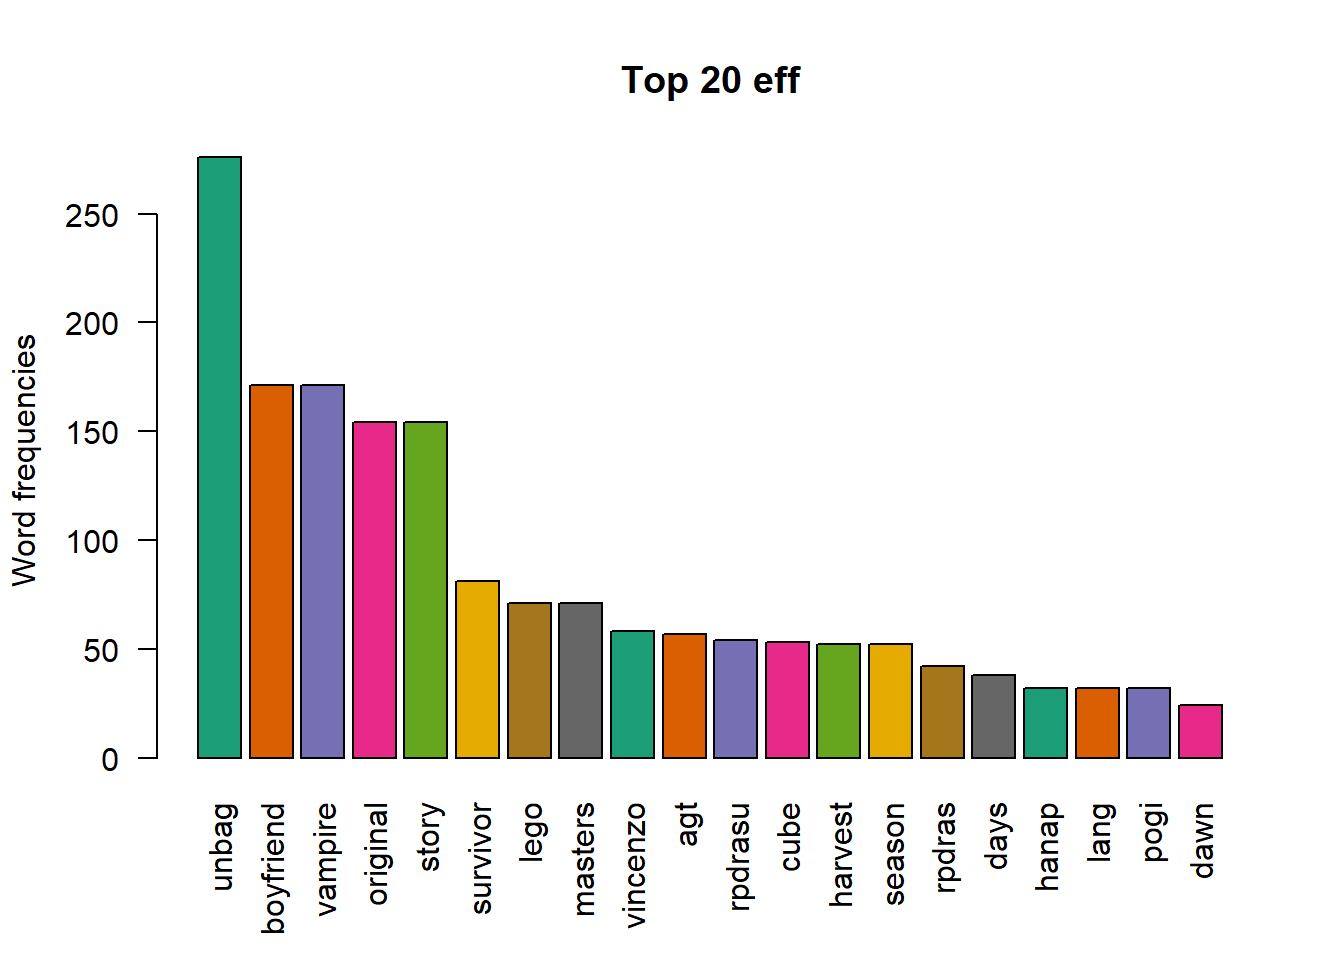 Top 20 eff
Word frequencies
250
200
150
100
50
0
unbag
boyfriend
vampire
original
story
survivor
lego
masters
vincenzo
agt
rpdrasu
cube
harvest
season
rpdras
days
hanap
lang
pogi
dawn